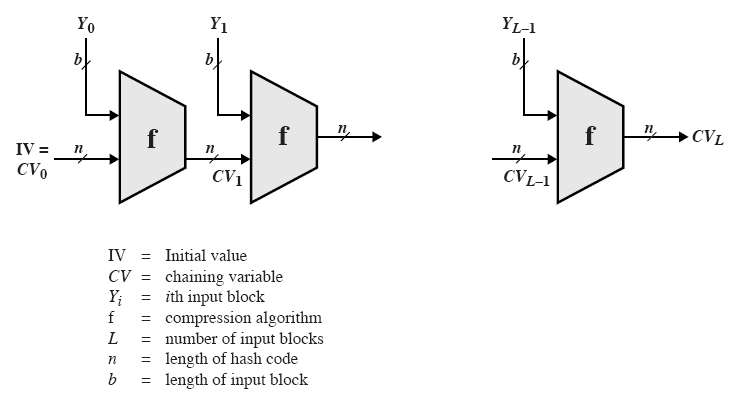 Y0 Y1 YL–1
b b b
f f f
IV = CV0 n n CV1 n n CVL–1 n CVL
IV = Initial value
CV = chaining variable
Yi = ith input block
f = compression algorithm
L = number of input blocks
n = length of hash code
b = length of input block